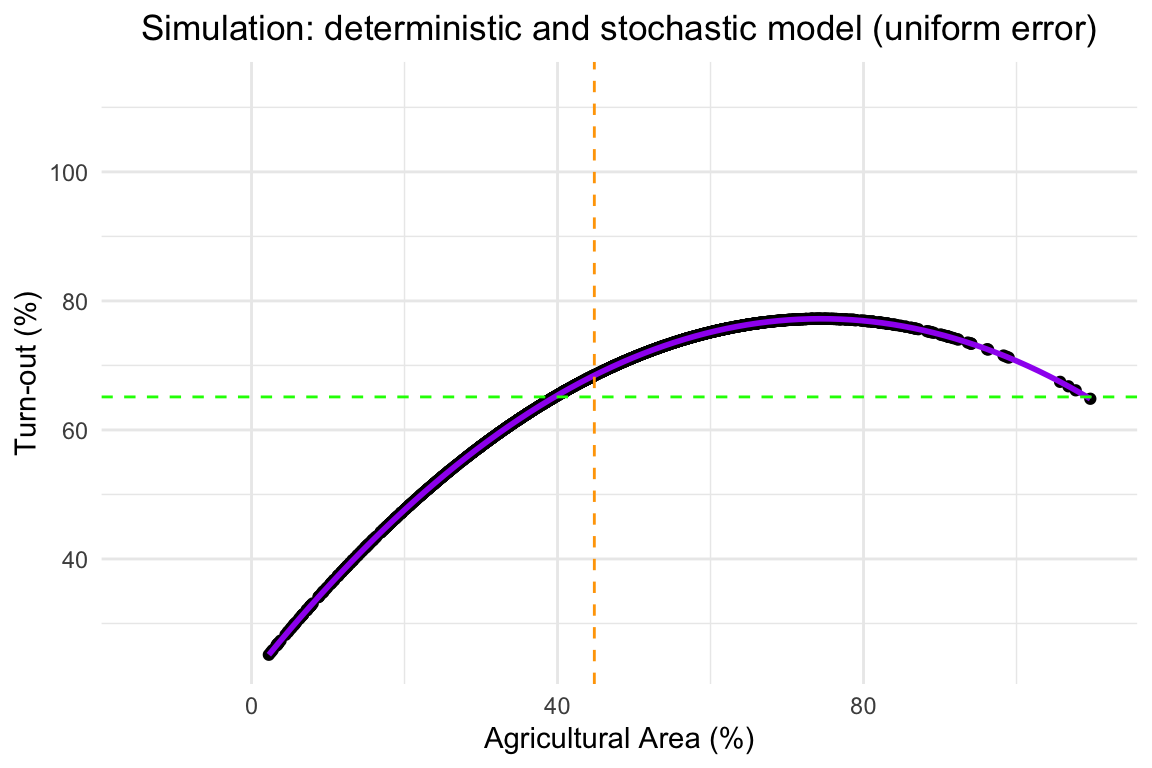 Simulation: deterministic and stochastic model (uniform error)
Turn-out (%)
100
80
60
40
0 40 80
Agricultural Area (%)